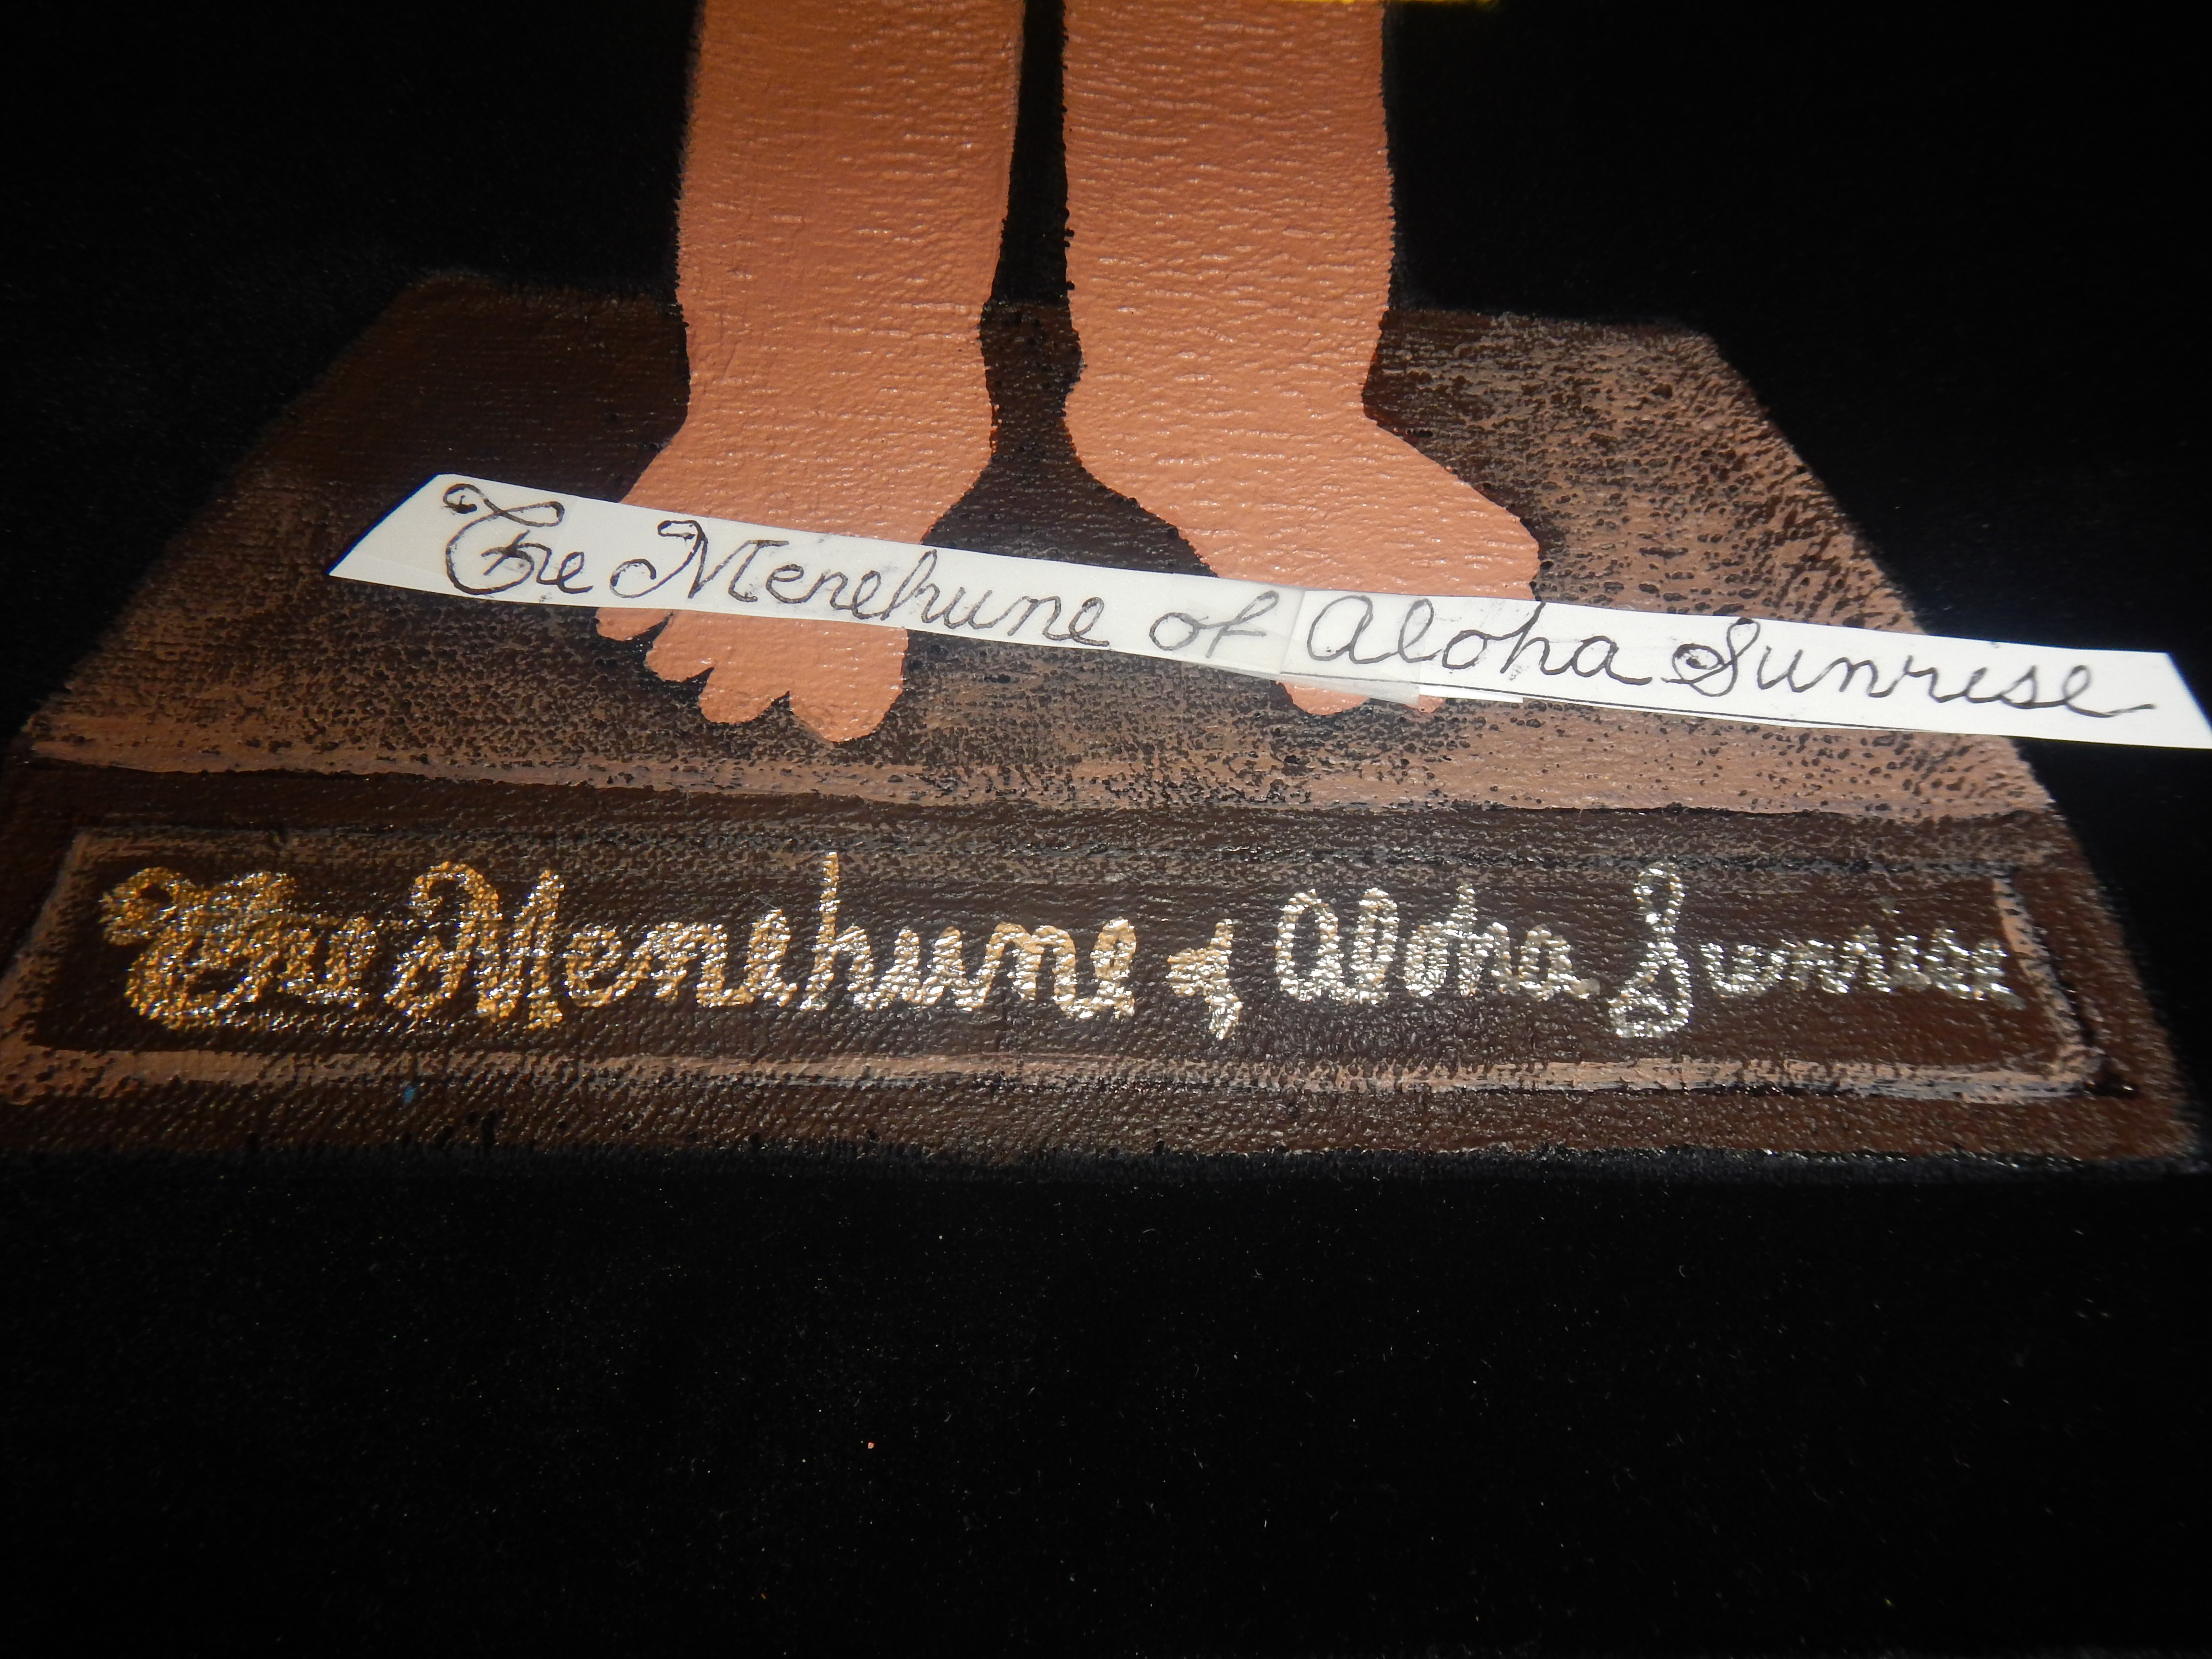 The Menehune of Aloha Sunrise
The Menehune of Aloha Sunrise